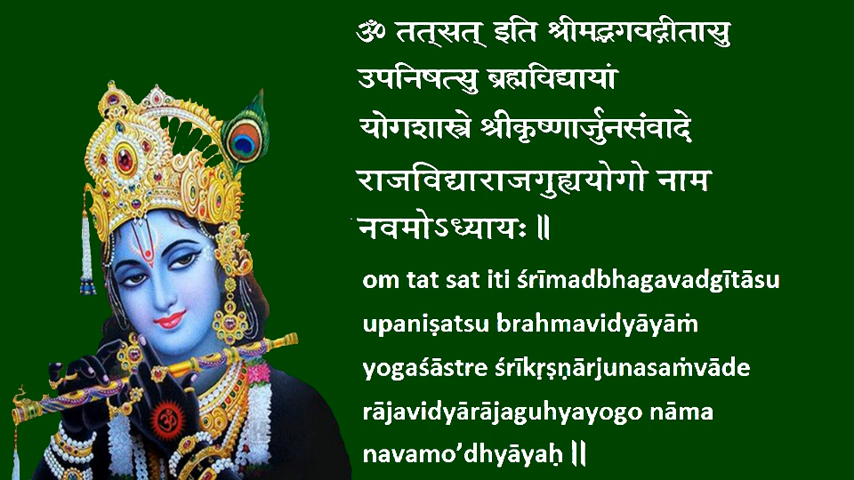 ॐ तत्सत् इति श्रीमद्भगवद्गीतासु
उपनिषत्सु ब्रह्मविद्यायां
योगशास्त्रे श्रीकृष्णार्जुनसंवादे
राजविद्याराजगुह्ययोगो नाम
नवमोऽध्यायः ॥
om tat sat iti śrīmadbhagavadgītāsu
upaniṣatsu brahmavidyāyāṁ
yogaśāstre śrīkṛṣṇārjunasaṁvāde
rājavidyārājaguhyayogo nāma
navamo’dhyāyaḥ ||
ॐ